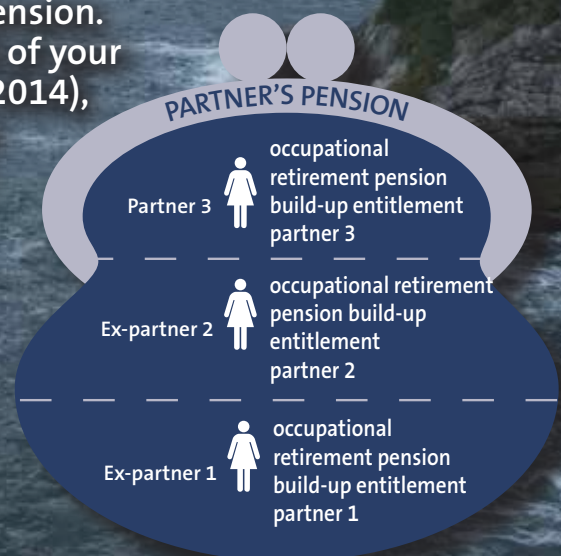 ension.
of your
2014),
PARTNER'S PENSION
Partner 3
occupational
retirement pension
build-up entitlement
partner 3
Ex-partner 2
occupational retirement
pension build-up
entitlement
partner 2
Ex-partner 1
occupational
retirement pension
build-up entitlement
partner 1